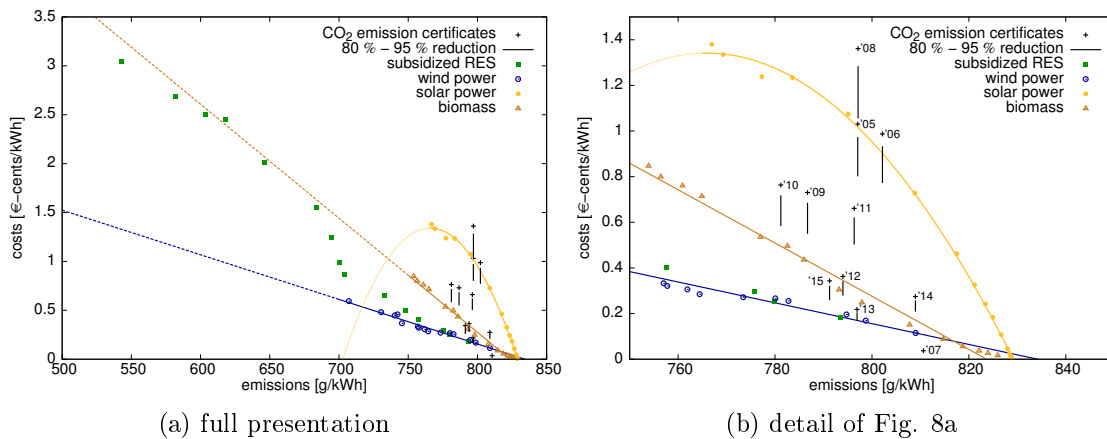 3.5
3
2.5
2
1.5
1
0.5
0
costs [€−cents/kWh]
500
550
600
650
700
750
800
850
emissions [g/kWh]
CO2 emission certificates
80 % − 95 % reduction
subsidized RES
wind power
solar power
biomass
(a) full presentation
1.4
1.2
1
0.8
0.6
0.4
0.2
0
costs [€−cents/kWh]
760
780
800
820
840
emissions [g/kWh]
CO2 emission certificates
80 % − 95 % reduction
subsidized RES
wind power
solar power
biomass
'08
'05
'06
'10
'09
'11
'15
'12
'13
'14
'07
(b) detail of Fig. 8a